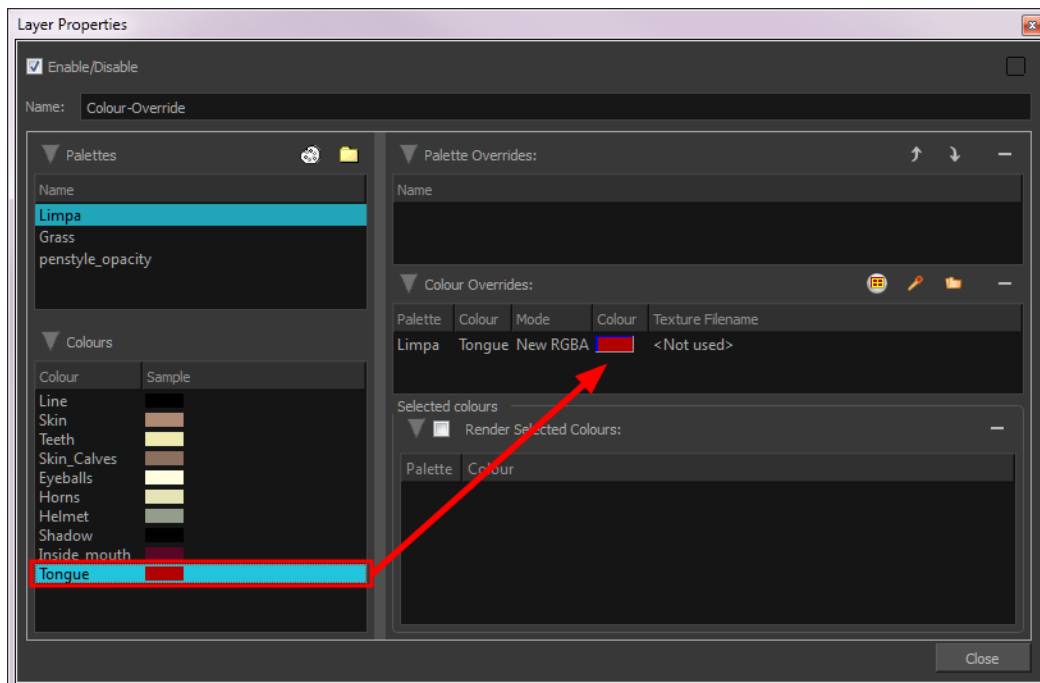 Layer Properties
Enable/Disable
Name: Colour-Override
Palettes
Name
Limpa
Grass
penstyle_opacity
Colours
Colour Sample
Line
Skin
Teeth
Skin_Calves
Eyeballs
Horns
Helmet
Shadow
Inside_mouth
Tongue
Palette Overrides:
Name
Colour Overrides:
Palette Colour Mode Colour Texture Filename
Limpa Tongue New RGBA <Not used>
Selected colours
Render Selected Colours:
Palette Colour
Close